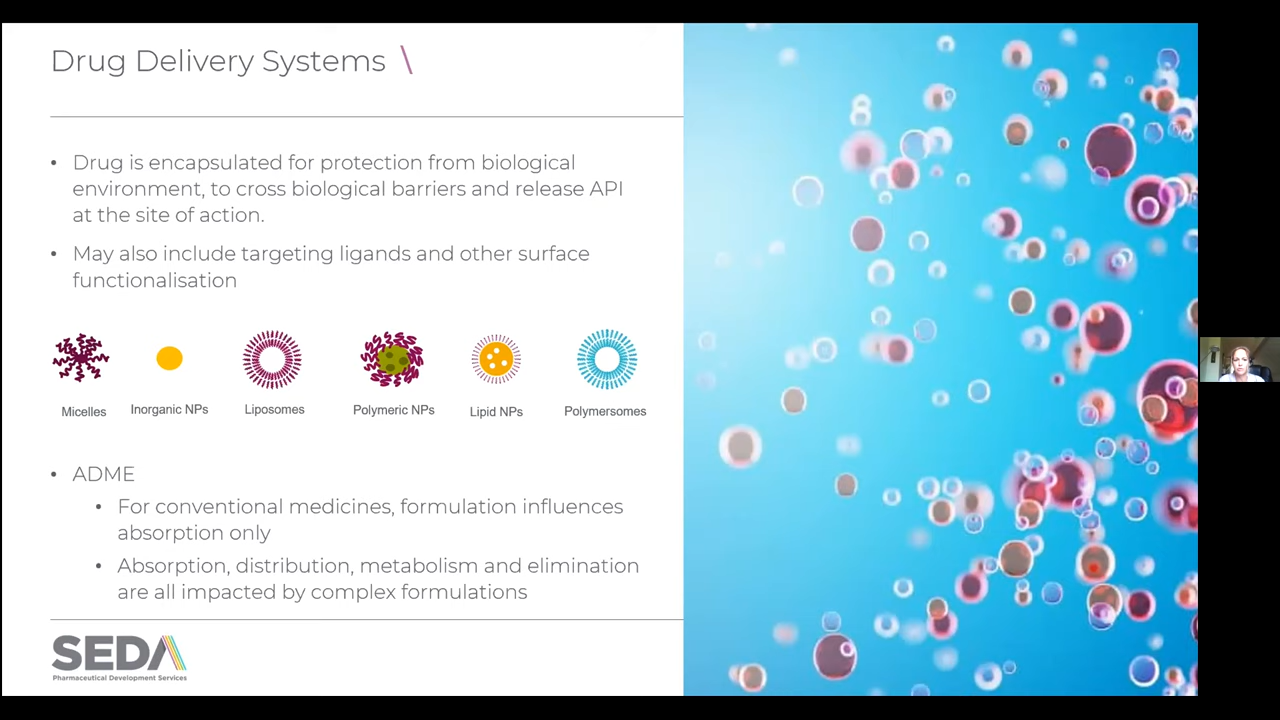 Drug Delivery Systems \
• Drug is encapsulated for protection from biological
environment, to cross biological barriers and release API
at the site of action.
• May also include targeting ligands and other surface
functionalisation
Micelles Inorganic NPs Liposomes Polymeric NPs Lipid NPs Polymersomes
• ADME
• For conventional medicines, formulation influences
absorption only
• Absorption, distribution, metabolism and elimination
are all impacted by complex formulations
SEDA
Pharmaceutical Development Services